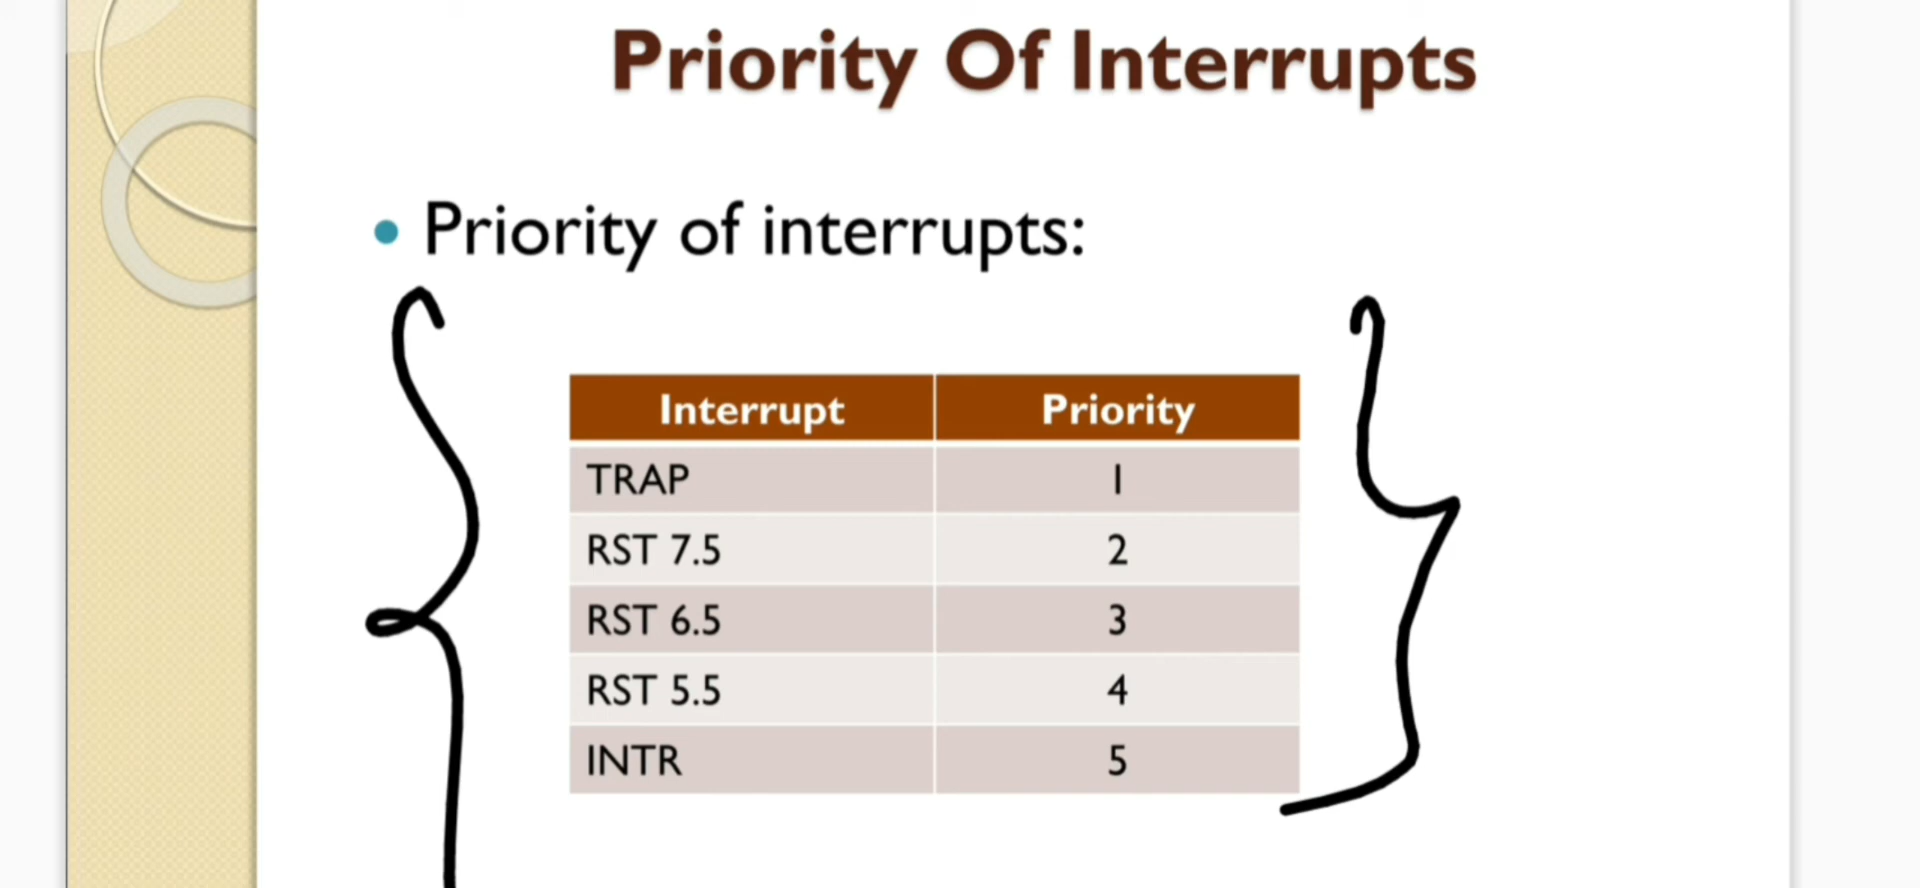 Priority Of Interrupts
• Priority of interrupts:
Interrupt Priority
TRAP 1
RST 7.5 2
RST 6.5 3
RST 5.5 4
INTR 5